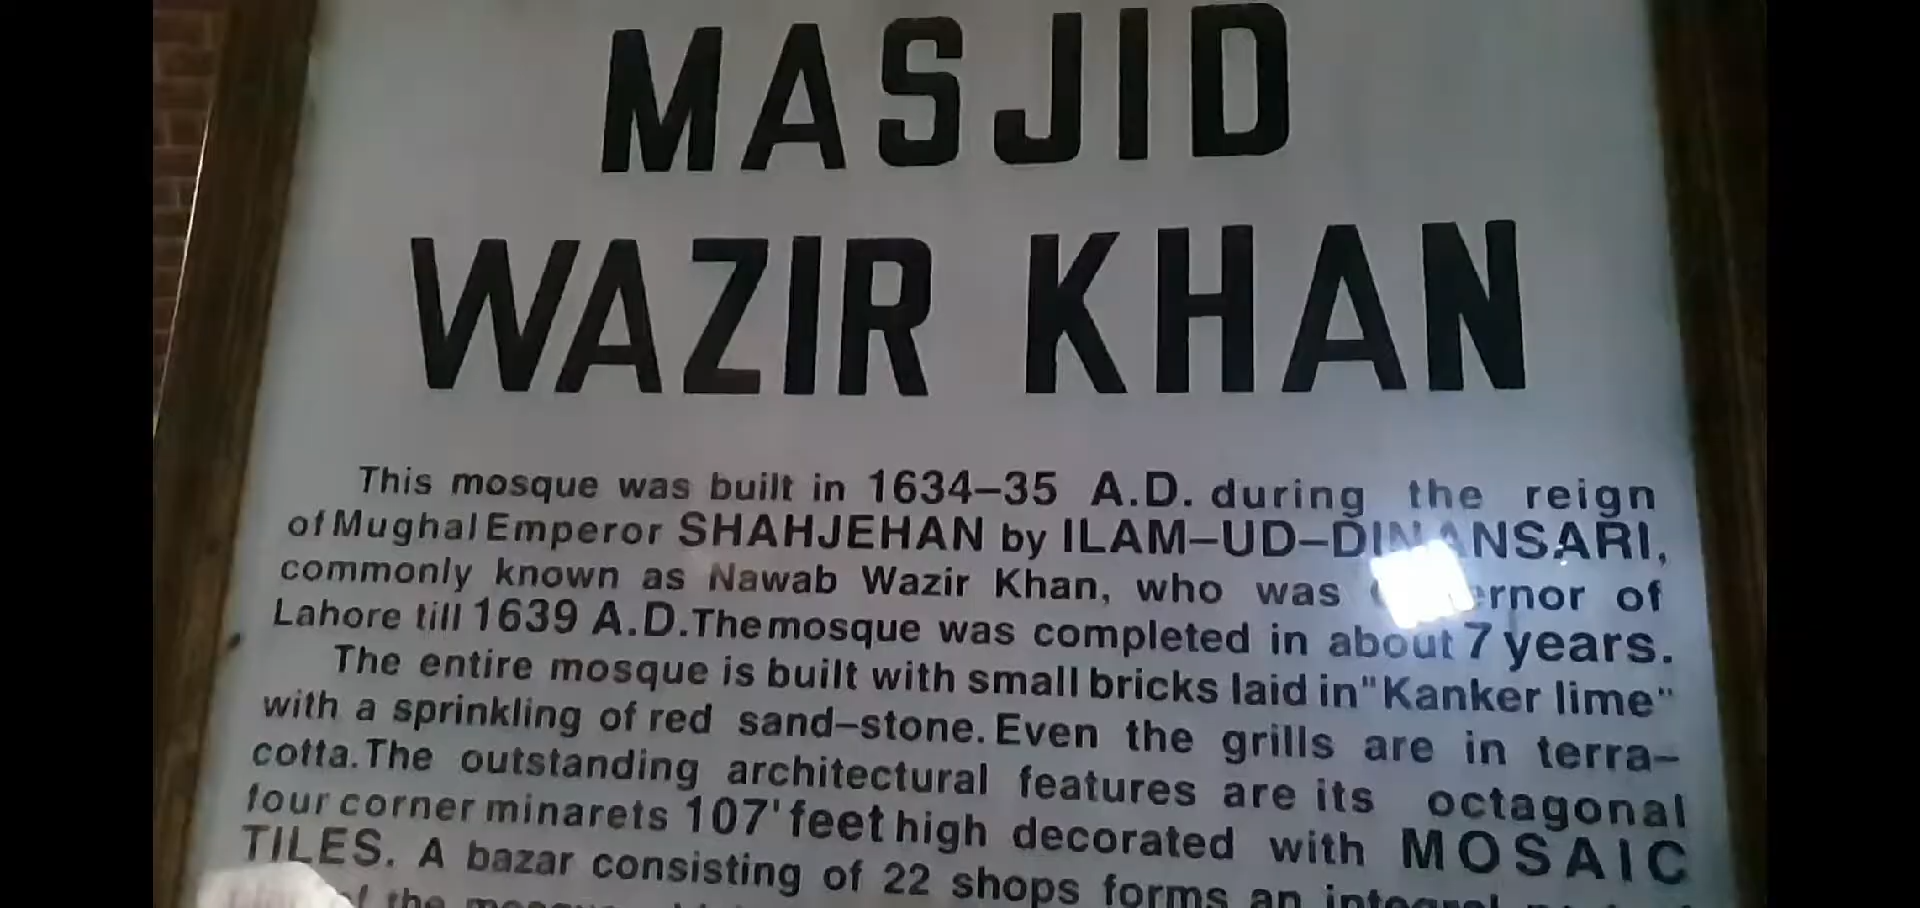 MASJID
WAZIR KHAN
This mosque was built in 1634–35 A.D. during the reign
of Mughal Emperor SHAHJEHAN by ILAM–UD–DIN ANSARI,
commonly known as Nawab Wazir Khan, who was of
Lahore till 1639 A.D. The mosque was completed in about 7 years.
The entire mosque is built with small bricks laid in "Kanker lime"
with a sprinkling of red sand–stone. Even the grills are in terra–
cotta. The outstanding architectural features are its octagonal
four corner minarets 107' feet high decorated with MOSAIC
TILES. A bazar consisting of 22 shops forms an integral
of the